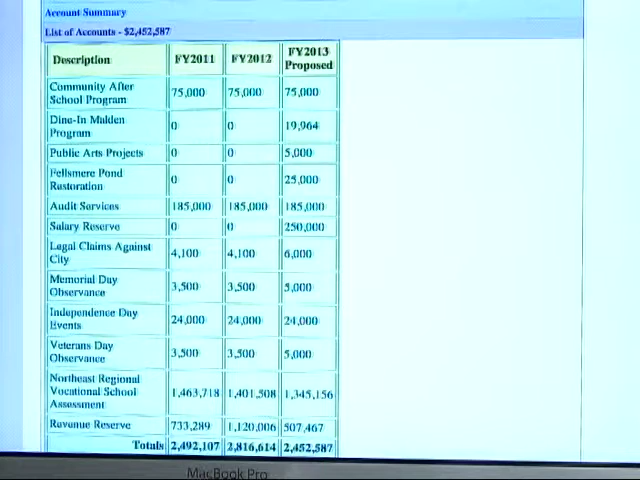 Account Summary
List of Accounts - $2,452,587
Description FY2011 FY2012 FY2013 Proposed
Community After School Program 75,000 75,000 75,000
Dine-In Malden Program 0 0 19,964
Public Arts Projects 0 0 5,000
Fellsmere Pond Restoration 0 0 25,000
Audit Services 185,000 185,000 185,000
Salary Reserve 0 0 250,000
Legal Claims Against City 4,100 4,100 6,000
Memorial Day Observance 3,500 3,500 5,000
Independence Day Events 24,000 24,000 24,000
Veterans Day Observance 3,500 3,500 5,000
Northeast Regional Vocational School Assessment 1,463,718 1,401,508 1,345,156
Revenue Reserve 733,289 1,120,006 507,467
Totals 2,492,107 2,816,614 2,452,587
MacBook Pro